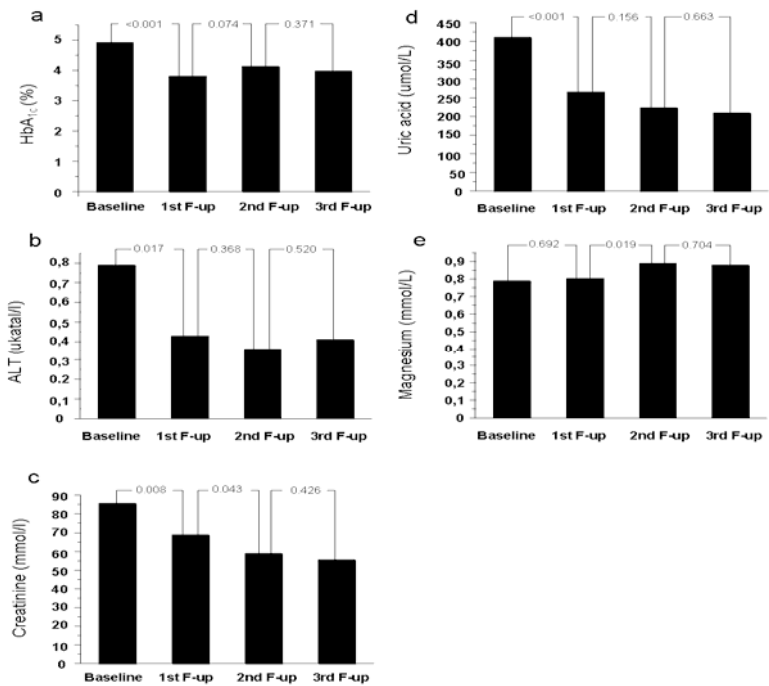 a
<0.001 0.074 0.371
HbA1c (%)
5
4
3
2
1
0
Baseline 1st F-up 2nd F-up 3rd F-up
d
<0.001 0.156 0.663
Uric acid (umol/L)
450
400
350
300
250
200
150
100
50
0
Baseline 1st F-up 2nd F-up 3rd F-up
b
0.017 0.368 0.520
ALT (ukatal/l)
0,8
0,7
0,6
0,5
0,4
0,3
0,2
0,1
0
Baseline 1st F-up 2nd F-up 3rd F-up
e
0.692 0.019 0.704
Magnesium (mmol/L)
0,9
0,8
0,7
0,6
0,5
0,4
0,3
0,2
0,1
0
Baseline 1st F-up 2nd F-up 3rd F-up
c
0.008 0.043 0.426
Creatinine (mmol/l)
90
80
70
60
50
40
30
20
10
0
Baseline 1st F-up 2nd F-up 3rd F-up